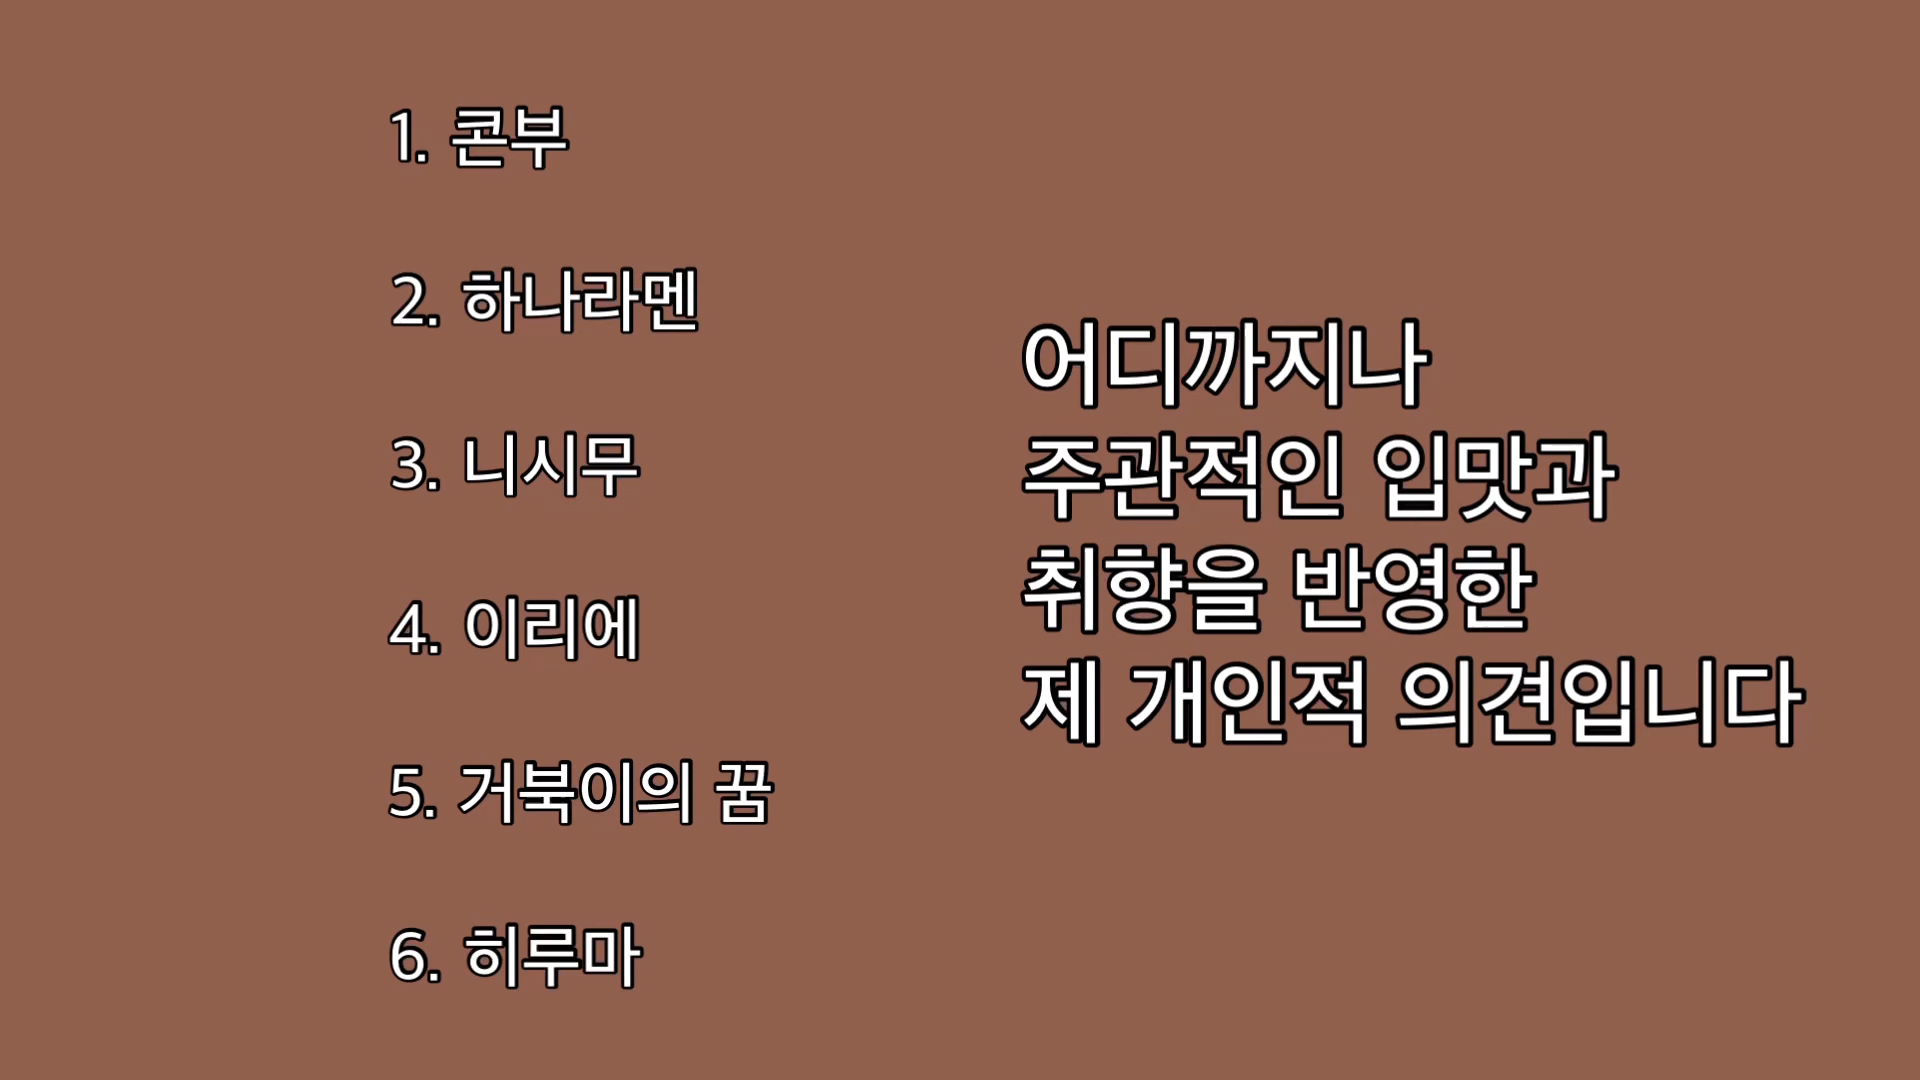 1. 콘부
2. 하나라멘
3. 니시무
4. 이리에
5. 거북이의 꿈
6. 히루마
어디까지나
주관적인 입맛과
취향을 반영한
제 개인적 의견입니다